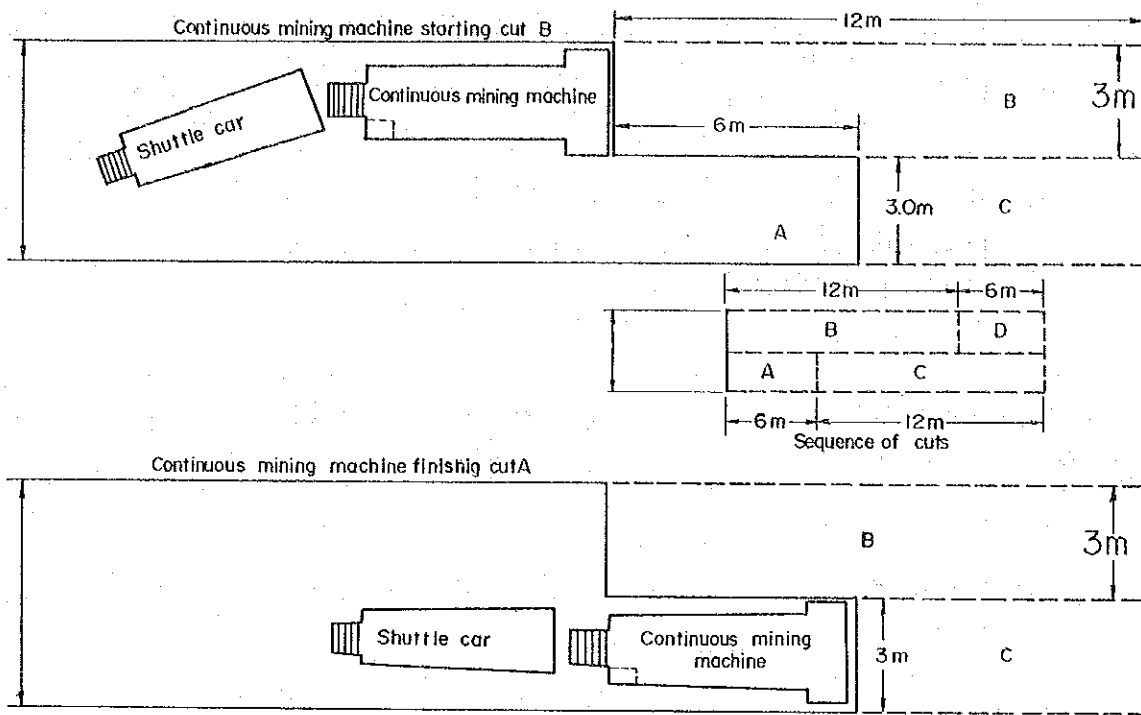 12m
Continuous mining machine starting cut B
Continuous mining machine
Shuttle car
B
3m
6m
3.0m
C
A
12m
6m
B
D
A
C
6m
12m
Sequence of cuts
Continuous mining machine finishig cutA
B
3m
Shuttle car
Continuous mining
machine
3m
C